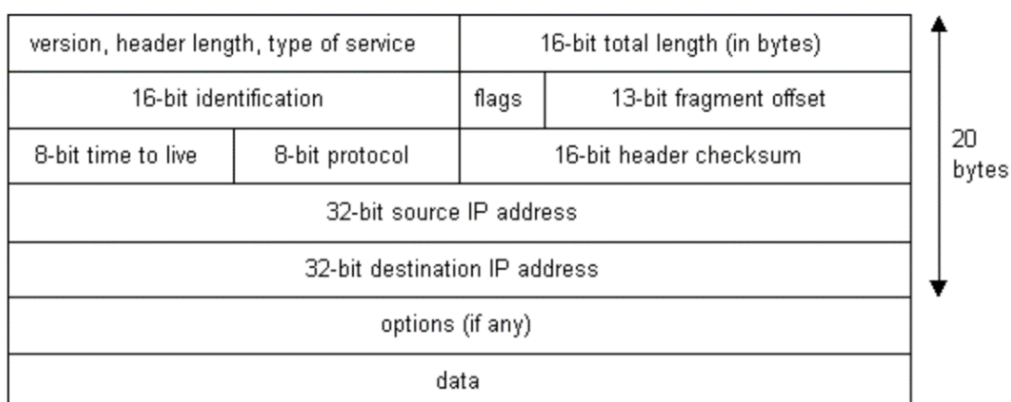 version, header length, type of service
16-bit total length (in bytes)
16-bit identification
flags
13-bit fragment offset
8-bit time to live
8-bit protocol
16-bit header checksum
20
bytes
32-bit source IP address
32-bit destination IP address
options (if any)
data